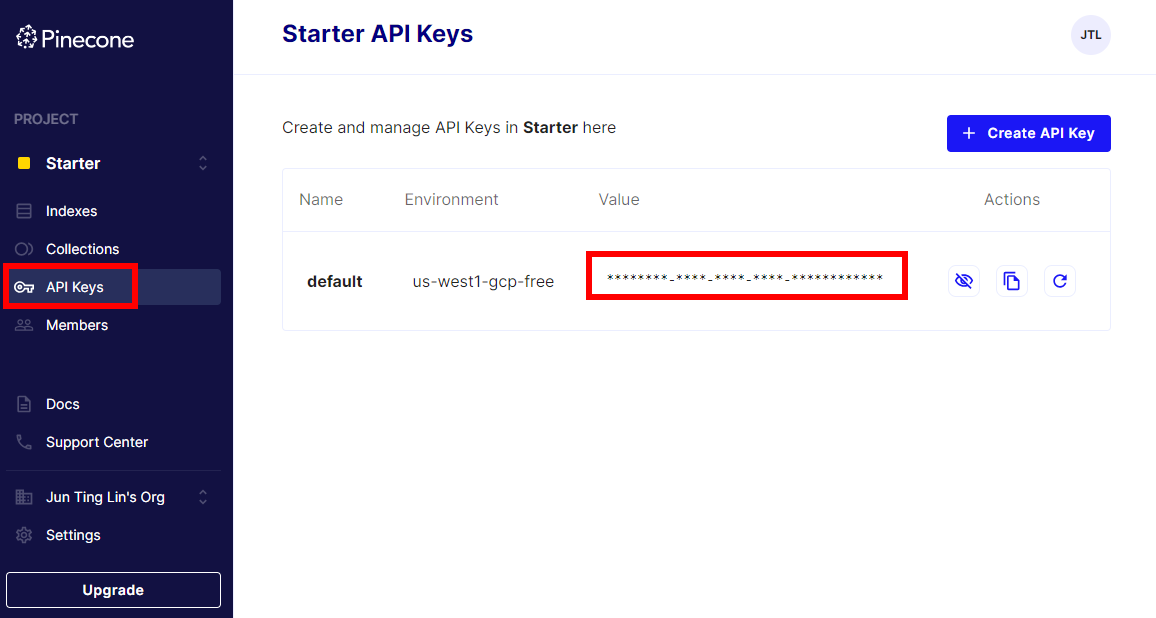 Pinecone
PROJECT
Starter
Indexes
Collections
API Keys
Members
Docs
Support Center
Jun Ting Lin's Org
Settings
Upgrade
Starter API Keys
JTL
Create and manage API Keys in Starter here
+ Create API Key
Name Environment Value Actions
default us-west1-gcp-free ********-****-****-****-************